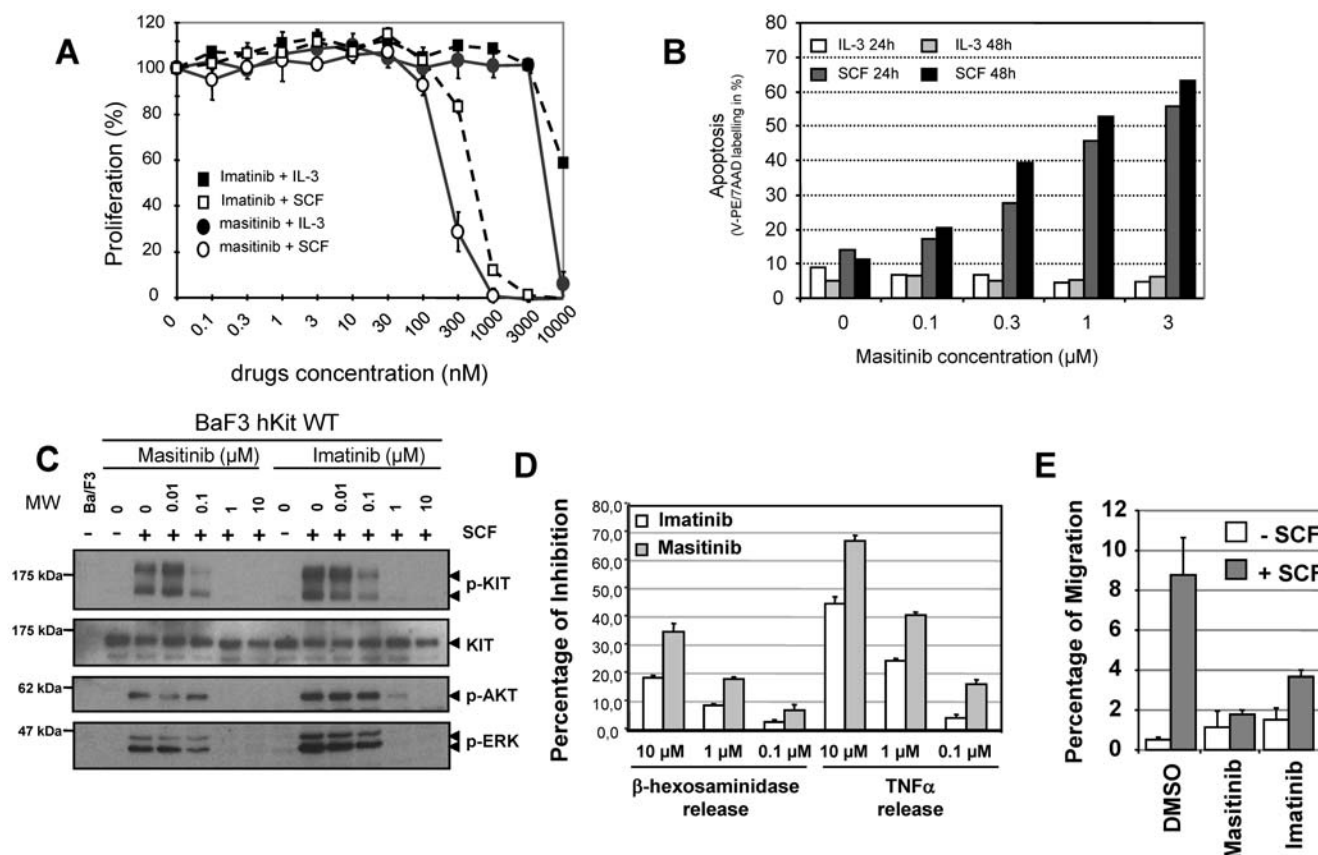 A
120
100
80
60
40
20
0
Proliferation (%)
Imatinib + IL-3
Imatinib + SCF
masitinib + IL-3
masitinib + SCF
0 0.1 0.3 1 3 10 30 100 300 1000 3000 10000
drugs concentration (nM)
B
80
70
60
50
40
30
20
10
0
Apoptosis
(V-PE/7AAD labelling in %)
IL-3 24h IL-3 48h
SCF 24h SCF 48h
0 0.1 0.3 1 3
Masitinib concentration (µM)
C
BaF3 hKit WT
Masitinib (µM) Imatinib (µM)
MW Ba/F3 0 0 0.01 0.1 1 10 0 0 0.01 0.1 1 10
- - + + + + + - + + + + + SCF
175 kDa p-KIT
175 kDa KIT
62 kDa p-AKT
47 kDa p-ERK
D
80,0
70,0
60,0
50,0
40,0
30,0
20,0
10,0
0,0
Percentage of Inhibition
Imatinib
Masitinib
10 µM 1 µM 0.1 µM 10 µM 1 µM 0.1 µM
β-hexosaminidase release
TNFα release
E
12
10
8
6
4
2
0
Percentage of Migration
- SCF
+ SCF
DMSO
Masitinib
Imatinib